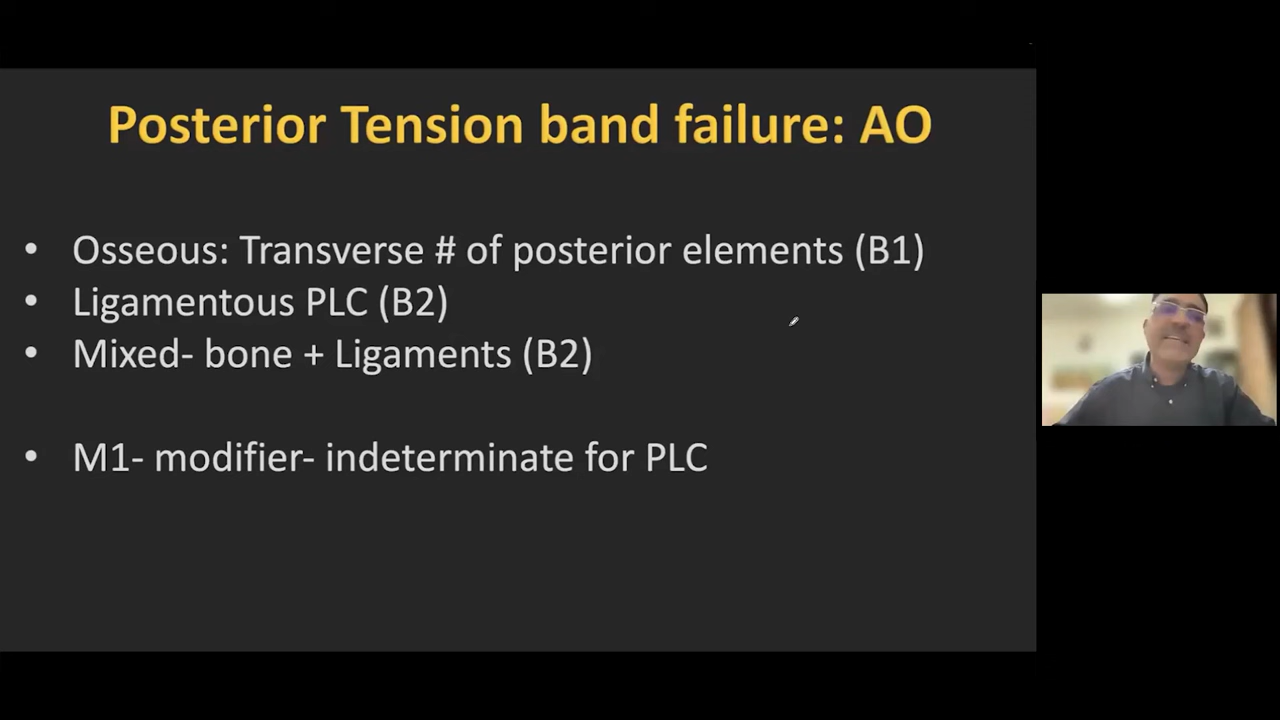 Posterior Tension band failure: AO
• Osseous: Transverse # of posterior elements (B1)
• Ligamentous PLC (B2)
• Mixed- bone + Ligaments (B2)
• M1- modifier- indeterminate for PLC